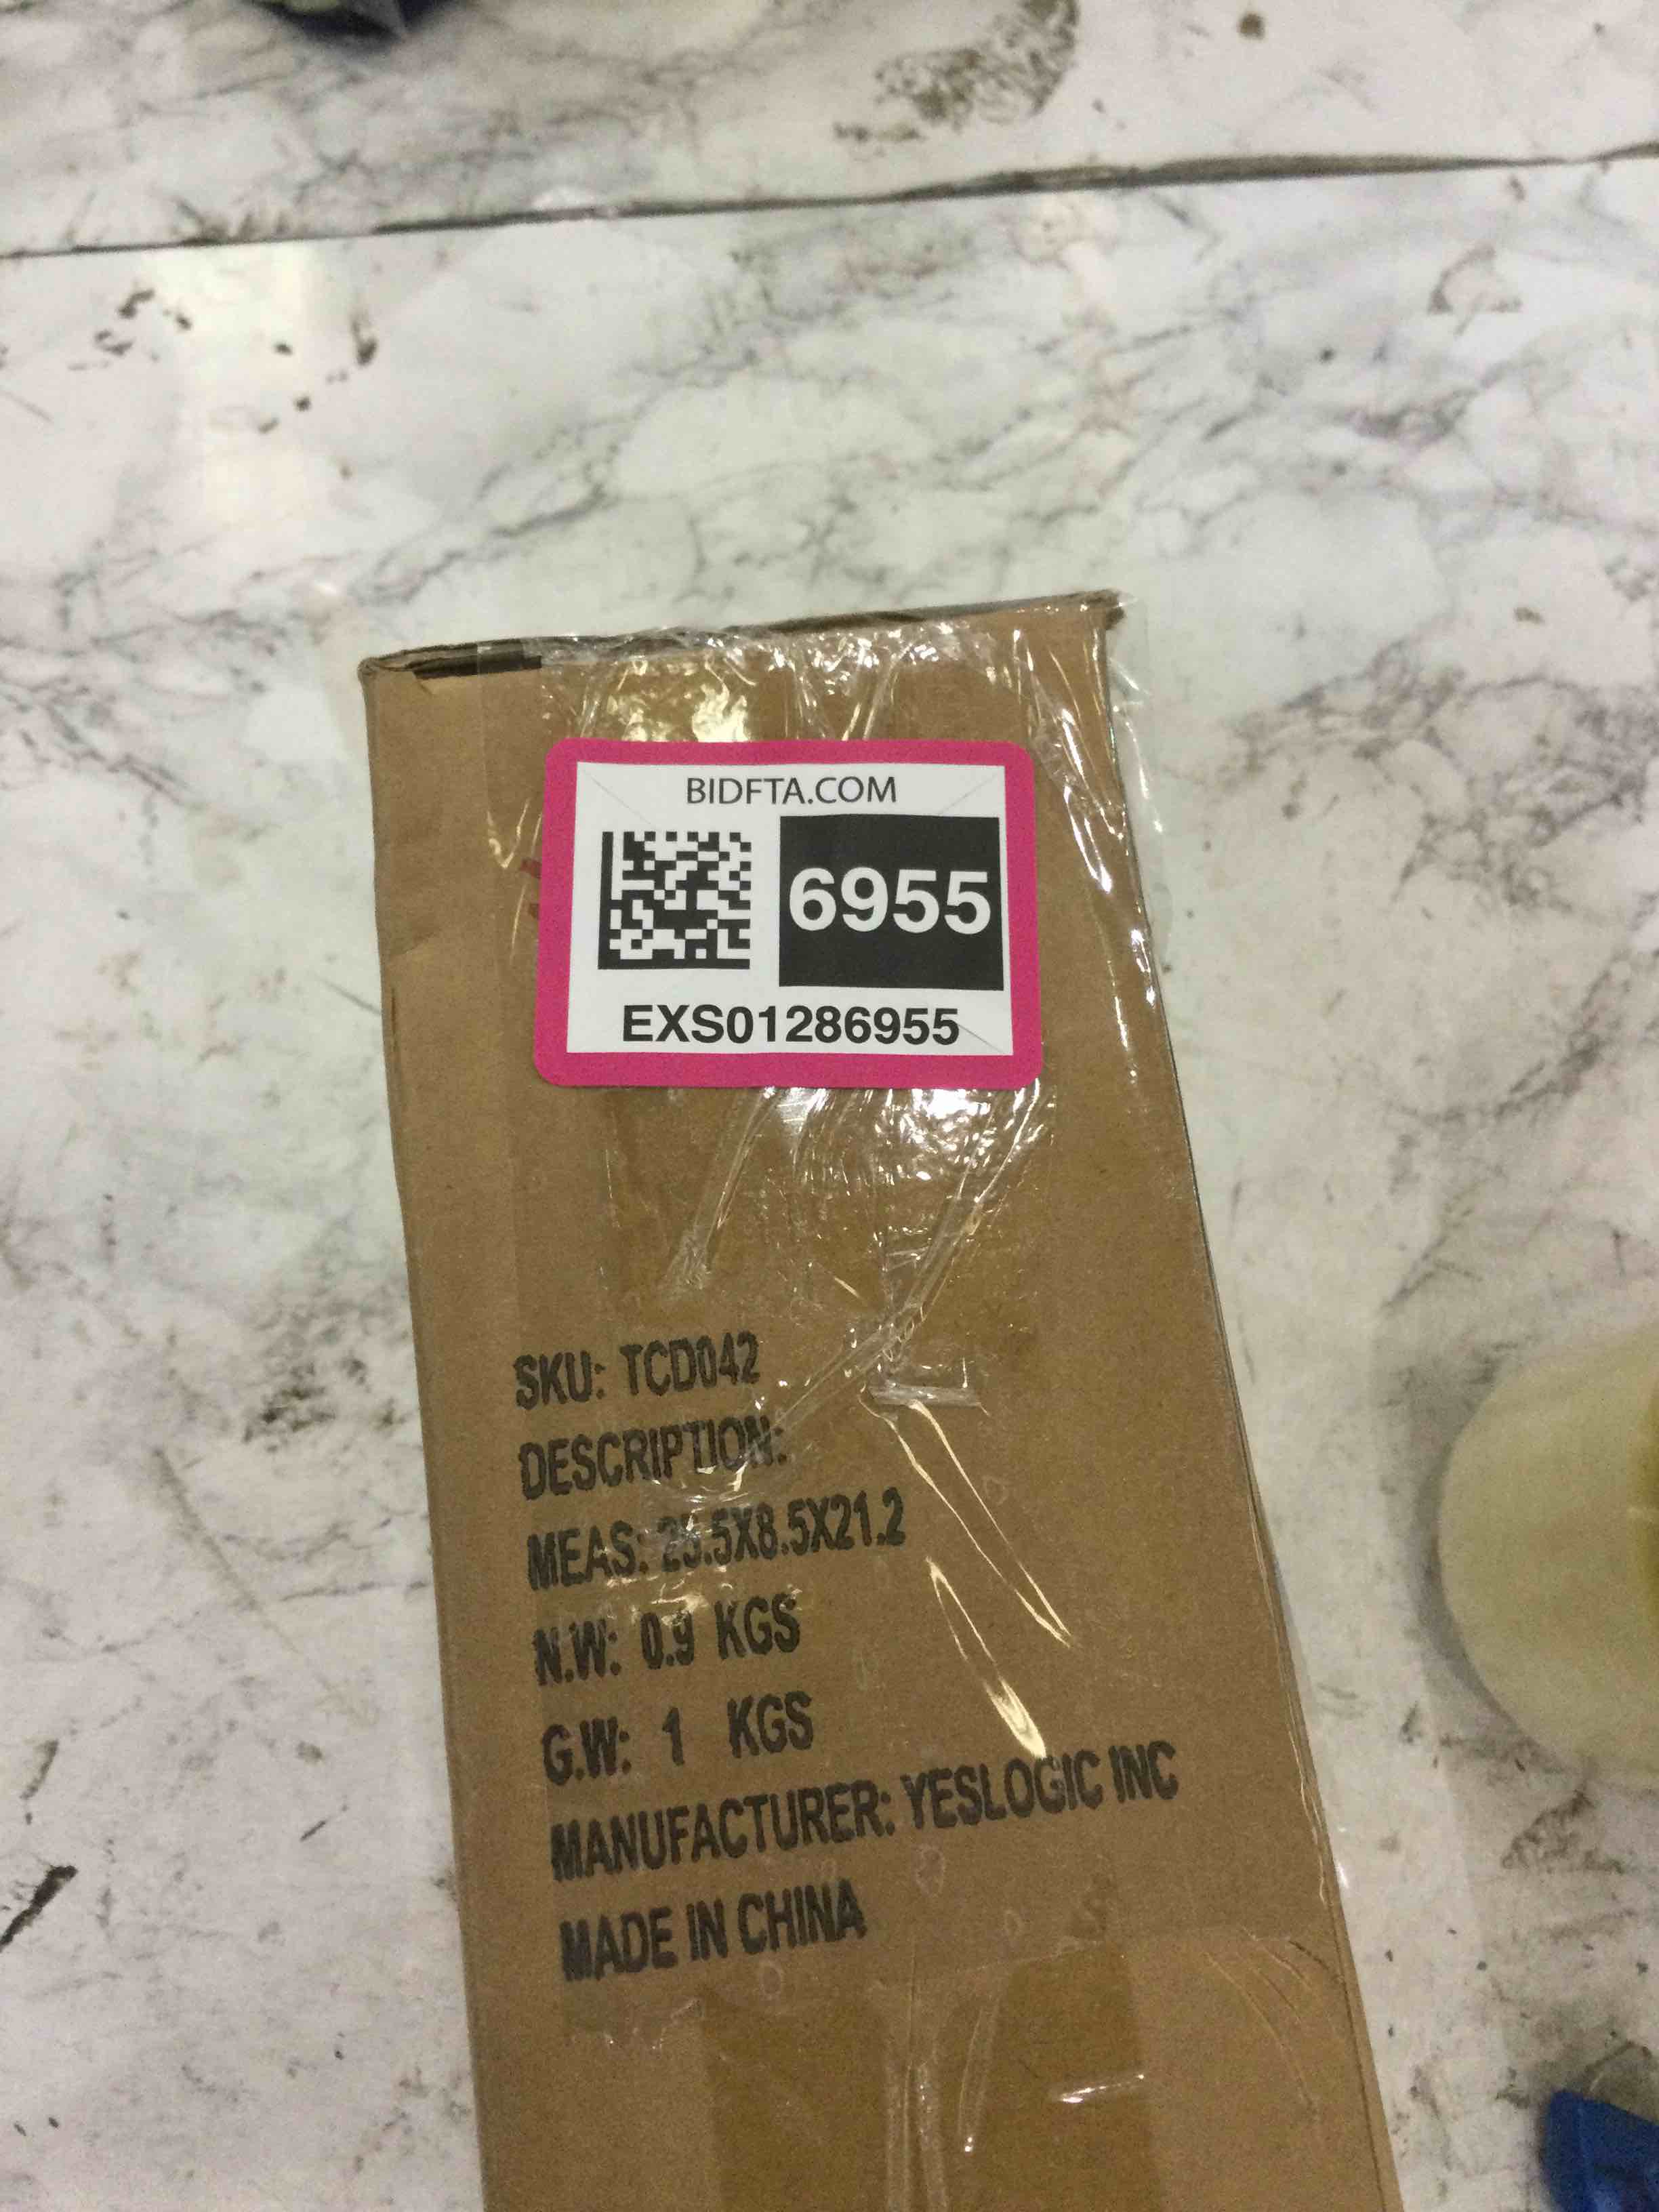 BIDFTA.COM
6955
EXS01286955
SKU: TCD042
DESCRIPTION:
MEAS: 25.5X8.5X21.2
N.W: 0.9 KGS
G.W: 1 KGS
MANUFACTURER: YESLOGIC INC
MADE IN CHINA